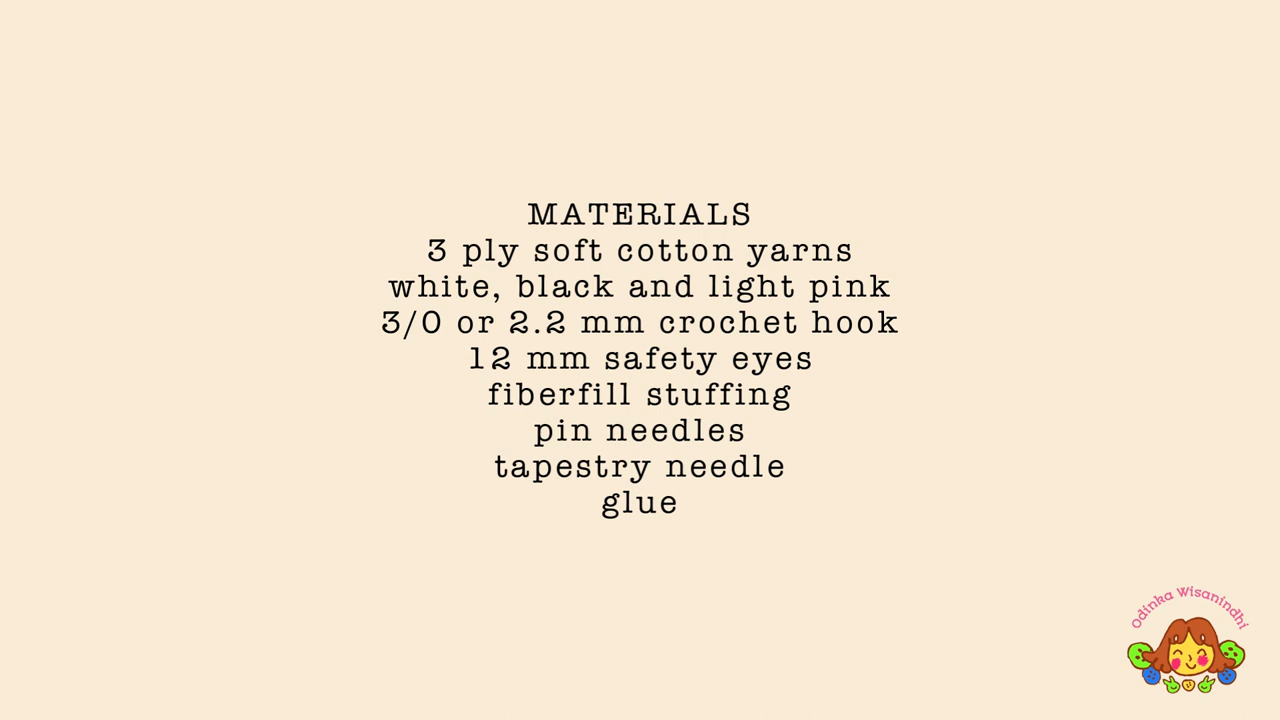 MATERIALS
3 ply soft cotton yarns
white, black and light pink
3/0 or 2.2 mm crochet hook
12 mm safety eyes
fiberfill stuffing
pin needles
tapestry needle
glue
Odinka Wisanindhi